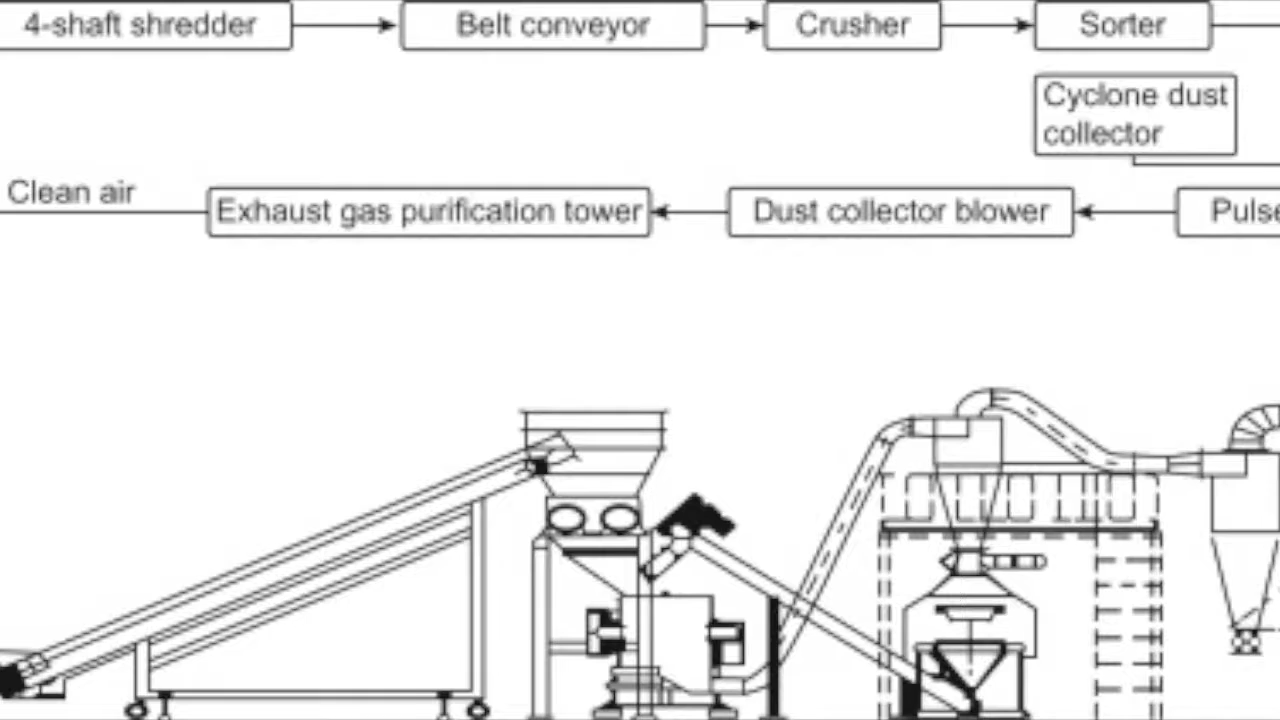 4-shaft shredder
Belt conveyor
Crusher
Sorter
Cyclone dust
collector
Clean air
Exhaust gas purification tower
Dust collector blower
Pulse